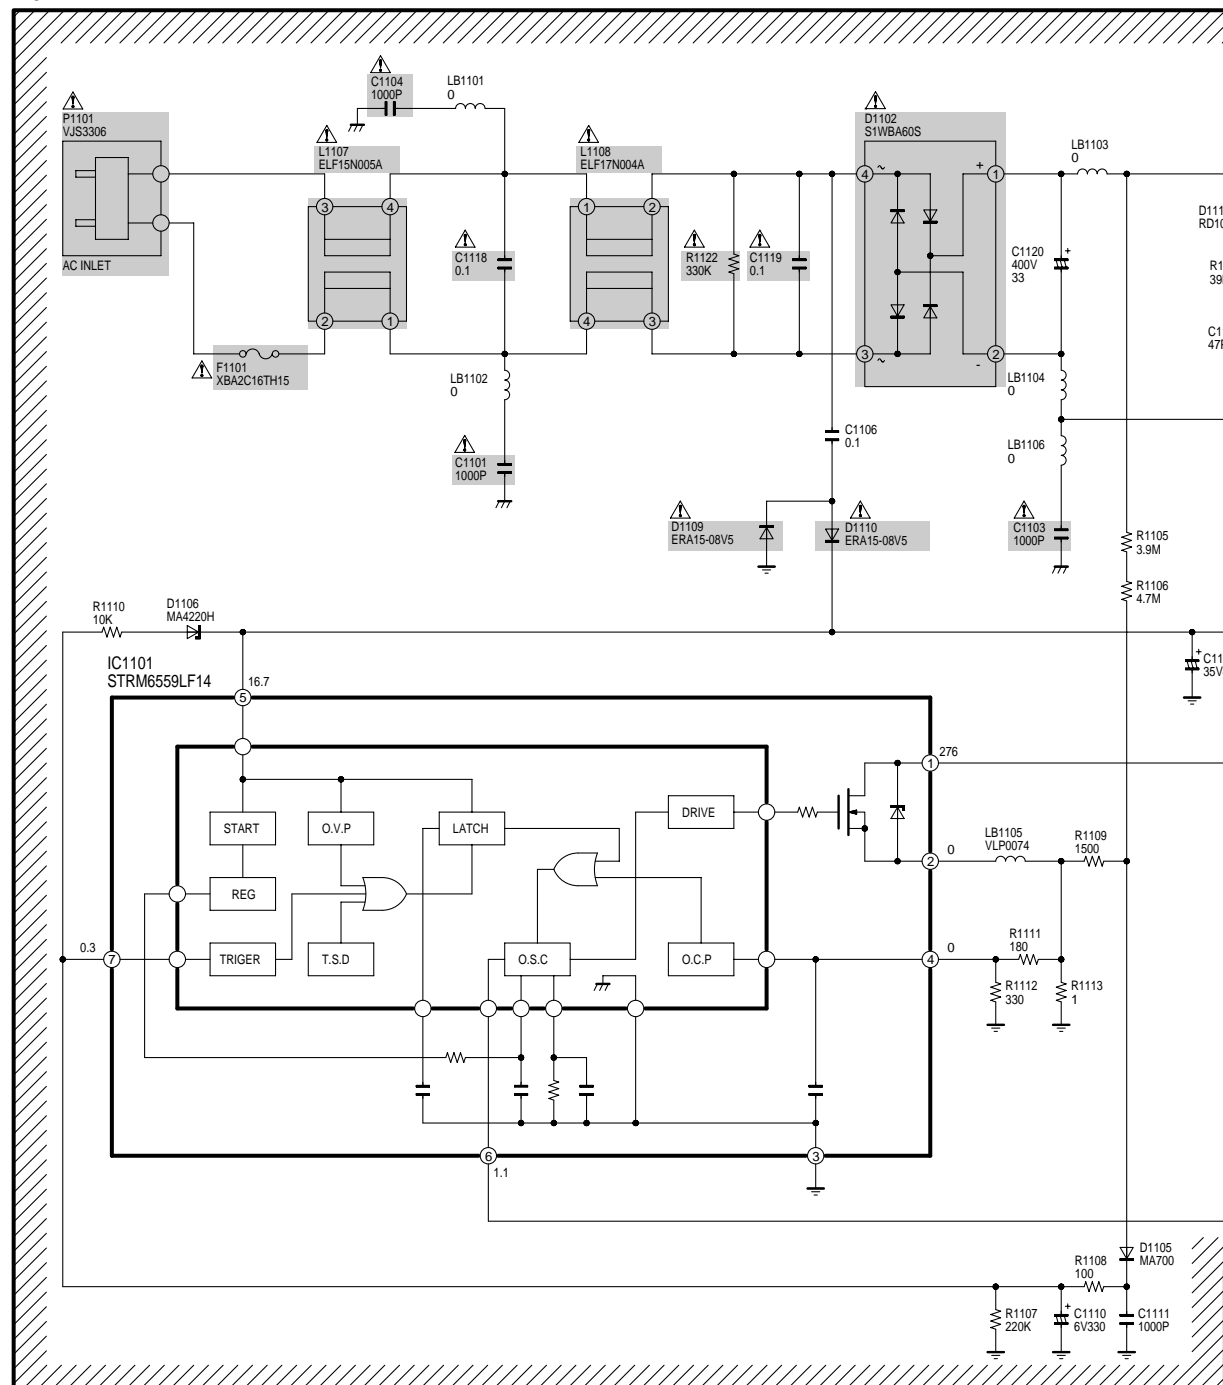 C1104
1000P
LB1101
0
P1101
VJS3306
AC INLET
L1107
ELF15N005A
3
4
2
1
F1101
XBA2C16TH15
C1118
0.1
LB1102
0
C1101
1000P
L1108
ELF17N004A
1
2
4
3
R1122
330K
C1119
0.1
D1102
S1WBA60S
4
~
+
1
3
~
-
2
LB1103
0
C1120
400V
33
+
LB1104
0
LB1106
0
C1106
0.1
D1109
ERA15-08V5
D1110
ERA15-08V5
C1103
1000P
R1105
3.9M
R1106
4.7M
R1110
10K
D1106
MA4220H
+
35V
IC1101
STRM6559LF14
5
16.7
1
276
START
O.V.P
LATCH
DRIVE
REG
2
0
LB1105
VLP0074
R1109
1500
0.3
7
TRIGER
T.S.D
O.S.C
O.C.P
4
0
R1111
180
R1112
330
R1113
1
6
1.1
3
D1105
MA700
R1108
100
R1107
220K
+
C1110
6V330
C1111
1000P